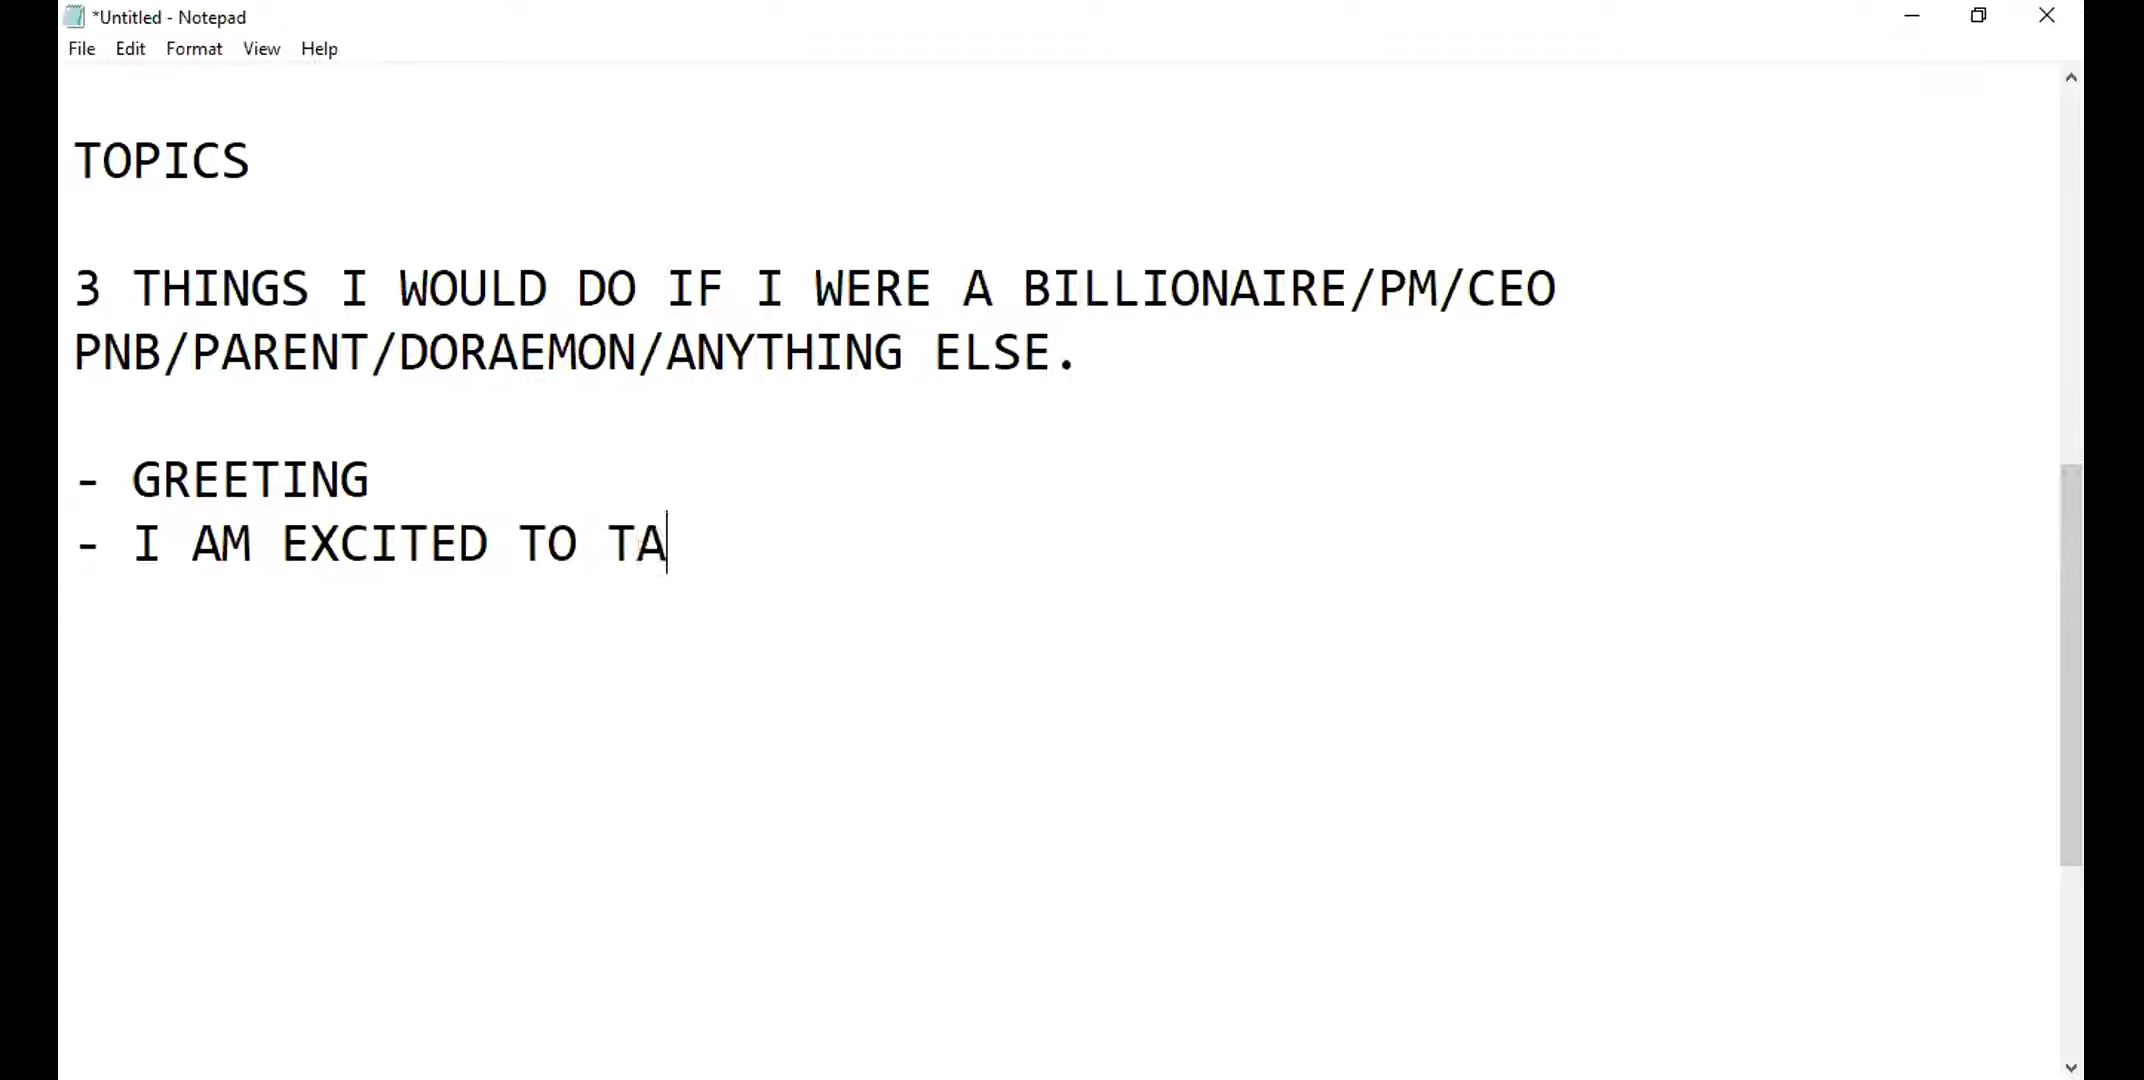 *Untitled - Notepad
File Edit Format View Help
TOPICS
3 THINGS I WOULD DO IF I WERE A BILLIONAIRE/PM/CEO
PNB/PARENT/DORAEMON/ANYTHING ELSE.
- GREETING
- I AM EXCITED TO TA